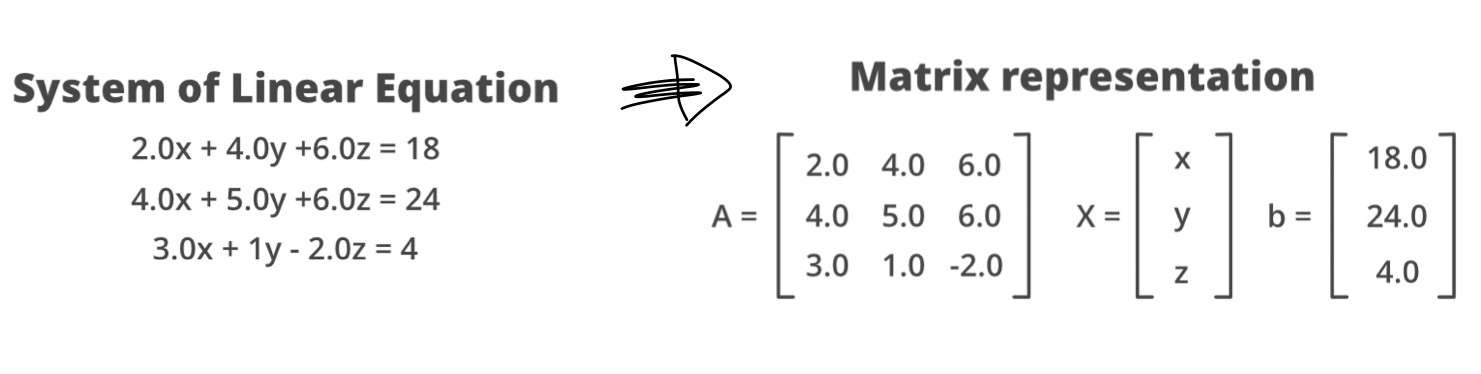 System of Linear Equation
2.0x + 4.0y +6.0z = 18
4.0x + 5.0y +6.0z = 24
3.0x + 1y - 2.0z = 4
Matrix representation
A = [ 2.0 4.0 6.0
4.0 5.0 6.0
3.0 1.0 -2.0 ]
X = [ x
y
z ]
b = [ 18.0
24.0
4.0 ]